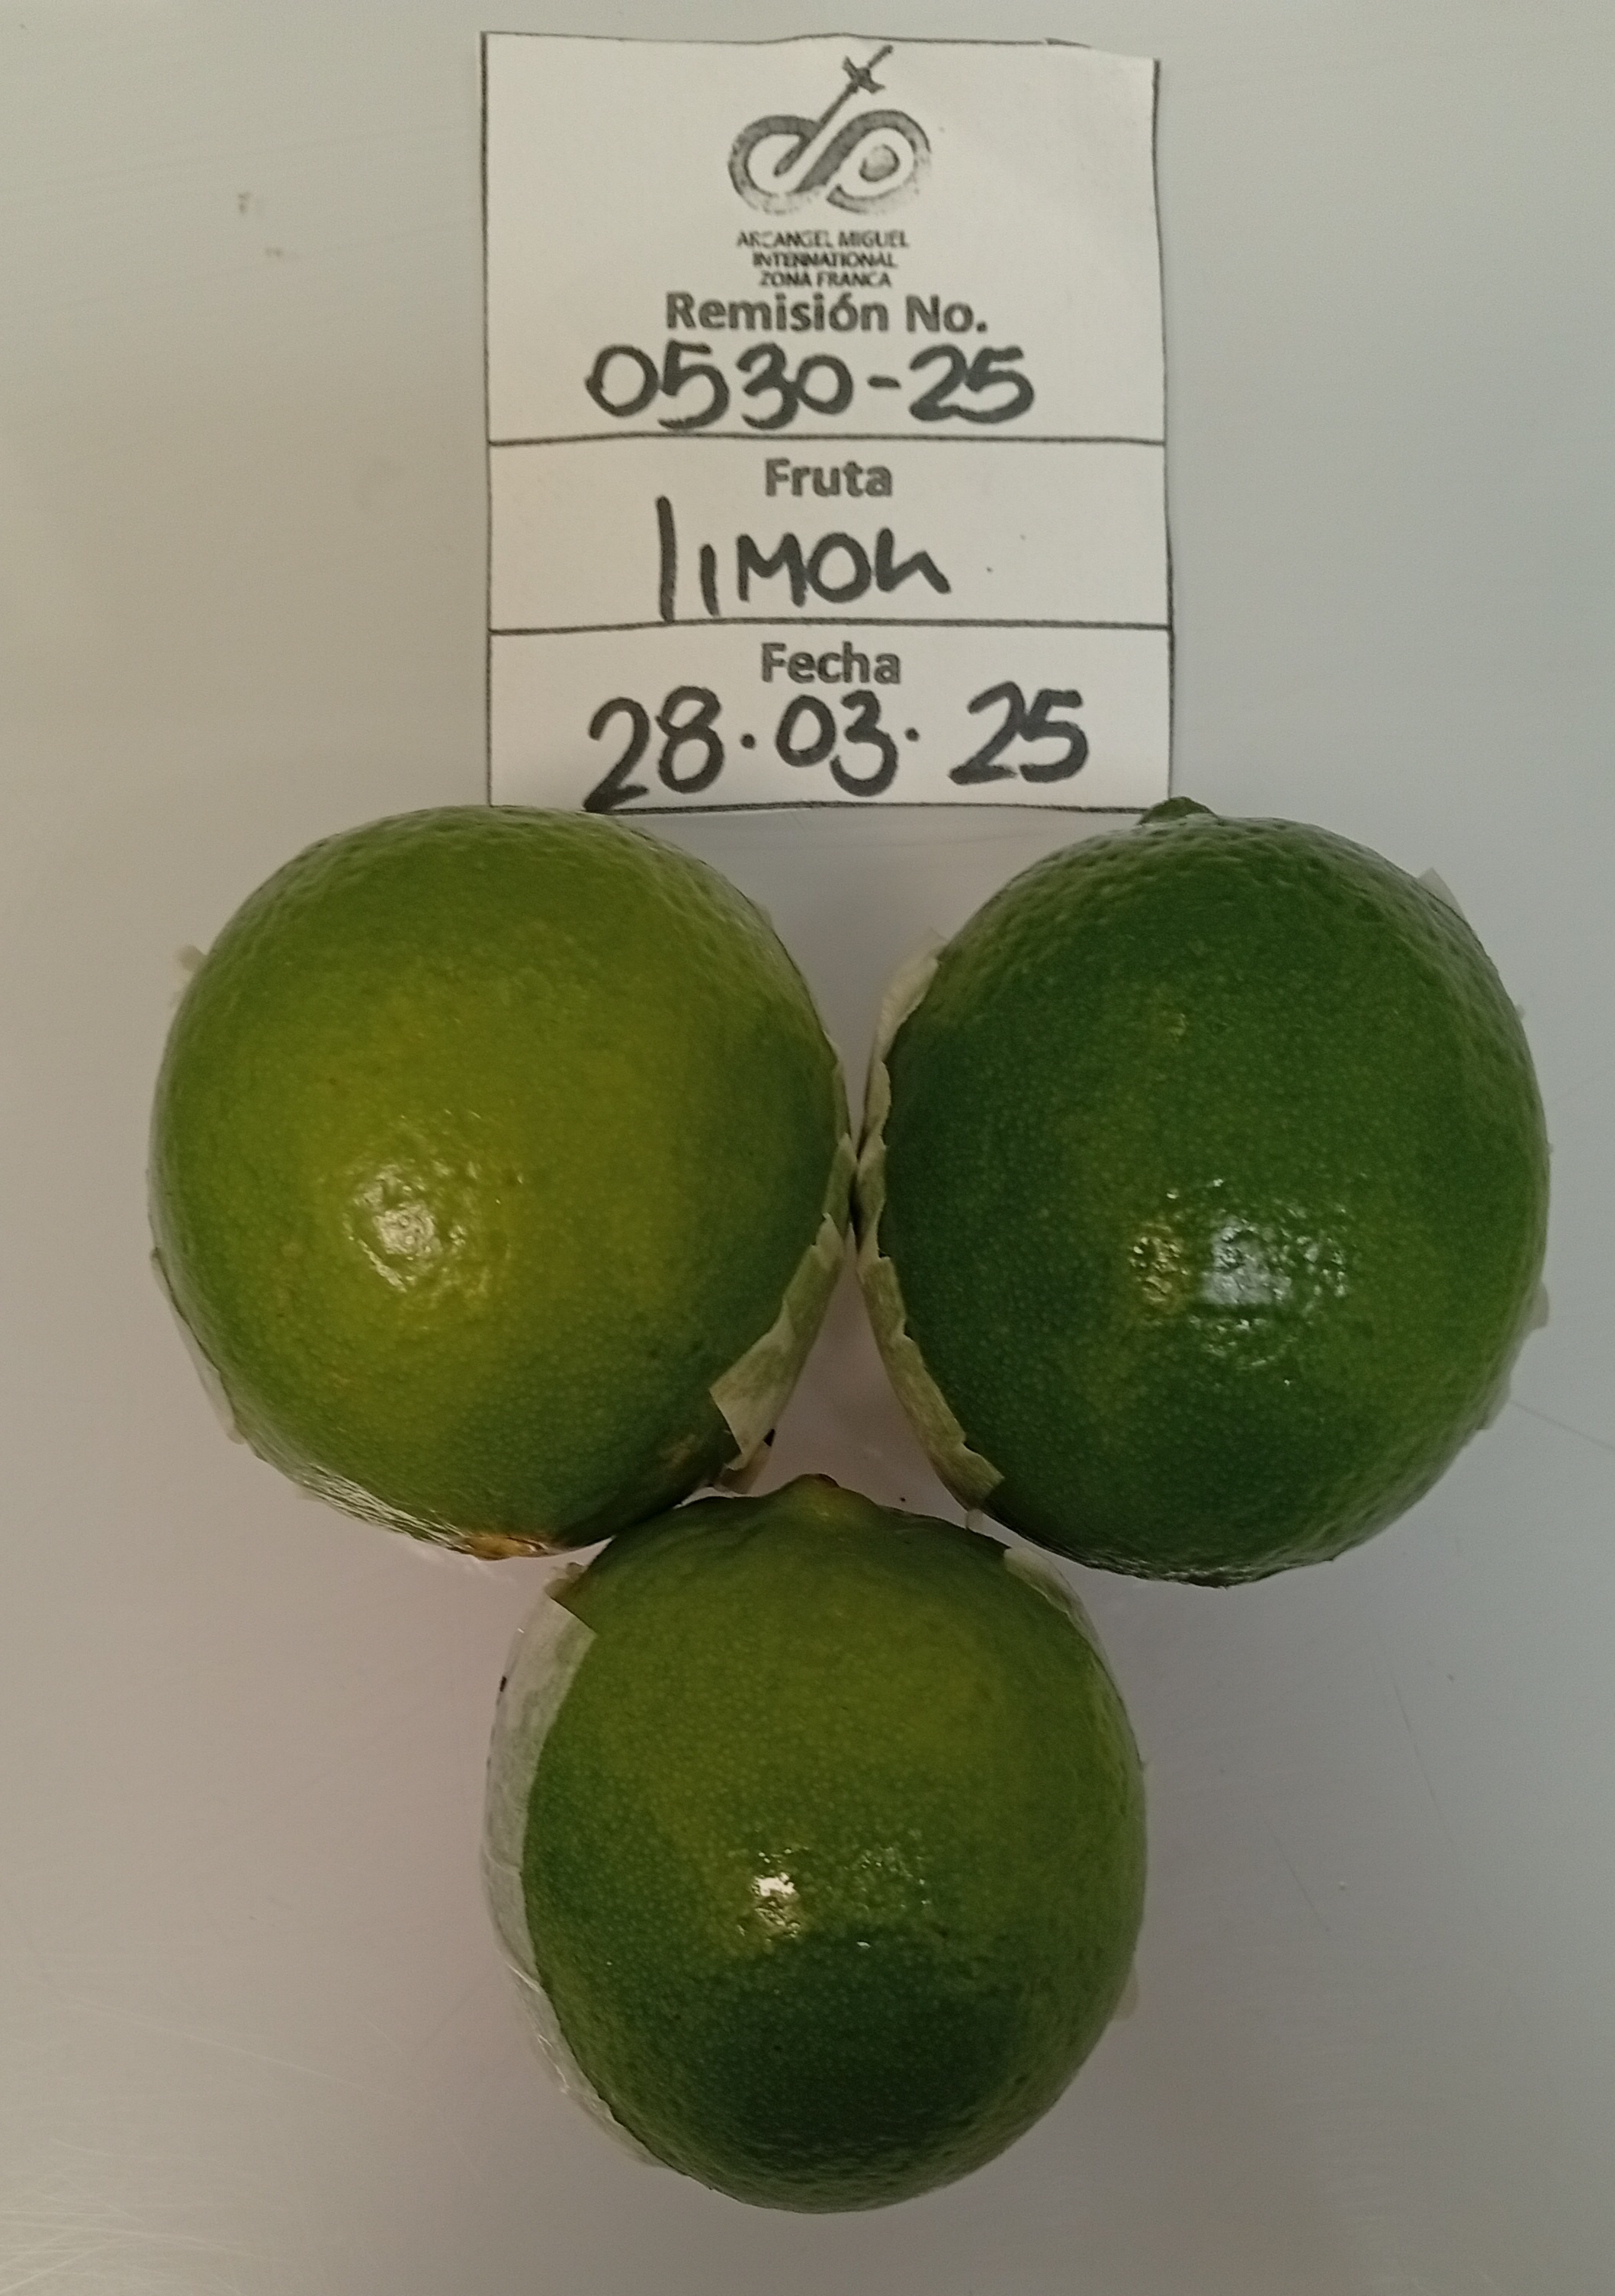 ARCANGEL MIGUEL
INTERNATIONAL
ZONA FRANCA
Remisión No.
0530-25
Fruta
limon
Fecha
28.03.25